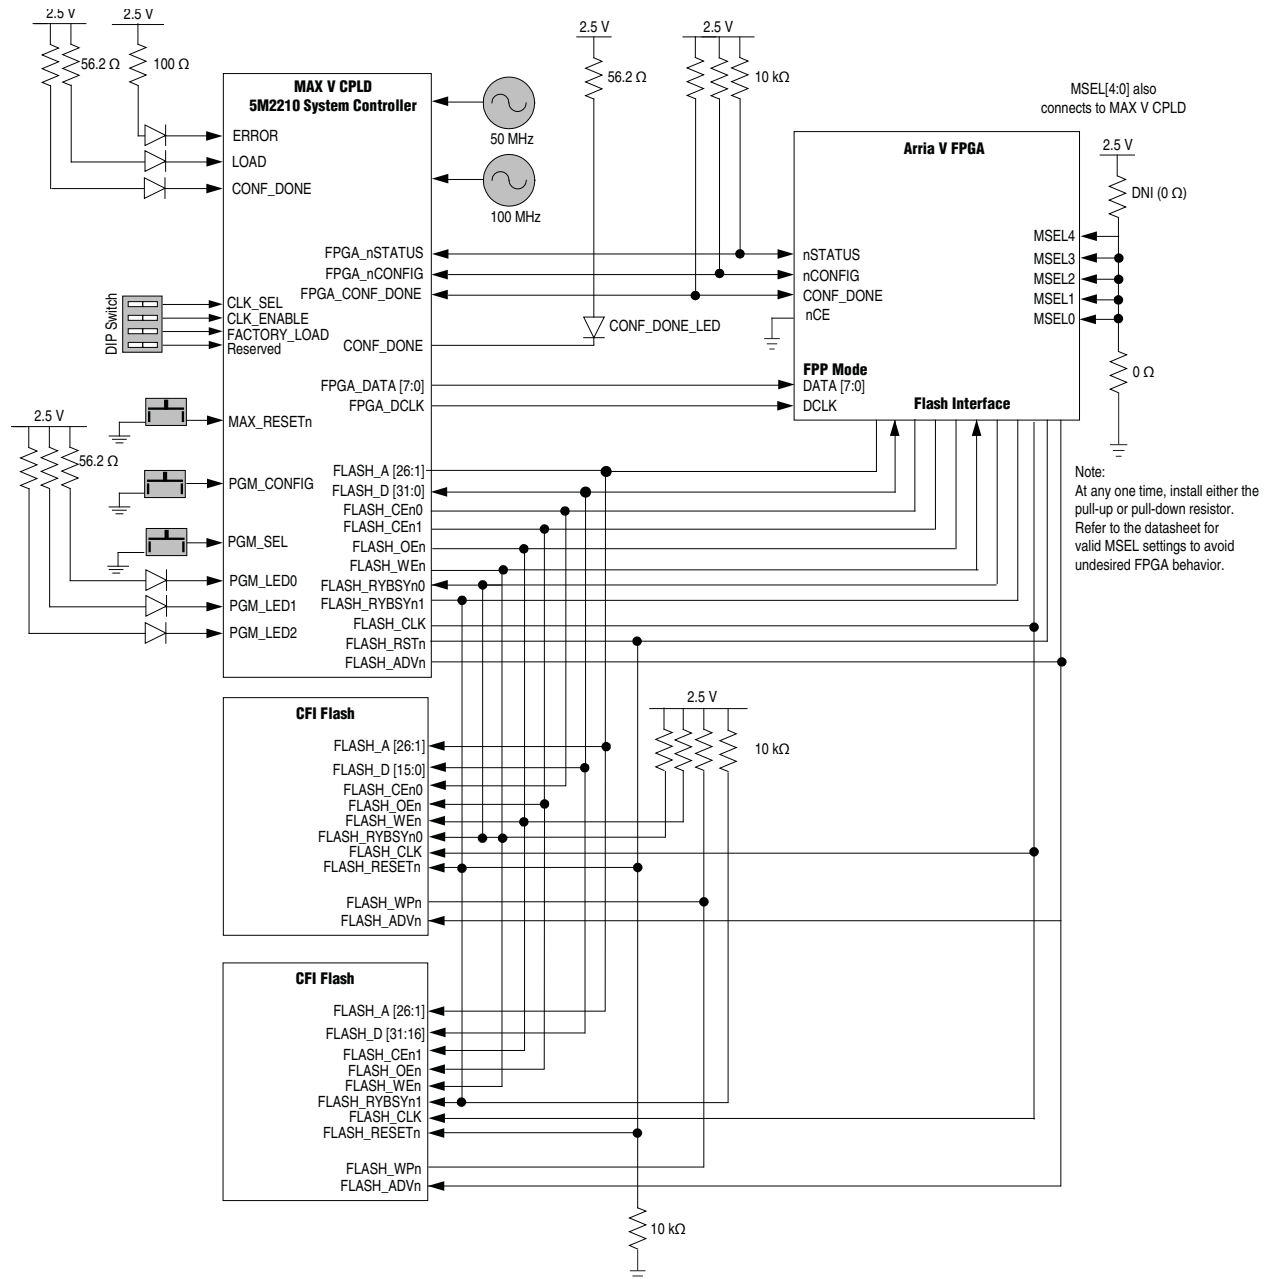 2.5 V
2.5 V
56.2 Ω
100 Ω
MAX V CPLD
5M2210 System Controller
ERROR
LOAD
CONF_DONE
50 MHz
100 MHz
2.5 V
56.2 Ω
2.5 V
10 kΩ
MSEL[4:0] also
connects to MAX V CPLD
Arria V FPGA
2.5 V
DNI (0 Ω)
MSEL4
MSEL3
MSEL2
MSEL1
MSEL0
0 Ω
FPGA_nSTATUS
FPGA_nCONFIG
FPGA_CONF_DONE
nSTATUS
nCONFIG
CONF_DONE
nCE
DIP Switch
CLK_SEL
CLK_ENABLE
FACTORY_LOAD
Reserved
CONF_DONE
CONF_DONE_LED
FPP Mode
FPGA_DATA [7:0]
FPGA_DCLK
DATA [7:0]
DCLK
Flash Interface
MAX_RESETn
2.5 V
56.2 Ω
PGM_CONFIG
PGM_SEL
PGM_LED0
PGM_LED1
PGM_LED2
FLASH_A [26:1]
FLASH_D [31:0]
FLASH_CEn0
FLASH_CEn1
FLASH_OEn
FLASH_WEn
FLASH_RYBSYn0
FLASH_RYBSYn1
FLASH_CLK
FLASH_RSTn
FLASH_ADVn
Note:
At any one time, install either the
pull-up or pull-down resistor.
Refer to the datasheet for
valid MSEL settings to avoid
undesired FPGA behavior.
CFI Flash
2.5 V
10 kΩ
FLASH_A [26:1]
FLASH_D [15:0]
FLASH_CEn0
FLASH_OEn
FLASH_WEn
FLASH_RYBSYn0
FLASH_CLK
FLASH_RESETn
FLASH_WPn
FLASH_ADVn
CFI Flash
FLASH_A [26:1]
FLASH_D [31:16]
FLASH_CEn1
FLASH_OEn
FLASH_WEn
FLASH_RYBSYn1
FLASH_CLK
FLASH_RESETn
FLASH_WPn
FLASH_ADVn
10 kΩ